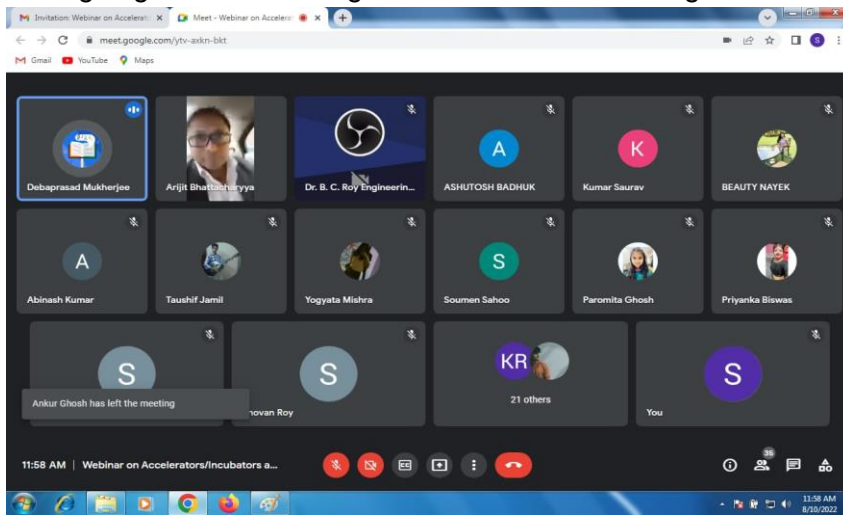 Invitation: Webinar on Accelerat
Meet - Webinar on Accelerat
meet.google.com/ytv-axkn-bkt
S
Gmail
YouTube
Maps
Debaprasad Mukherjee
Arijit Bhattacharyya
Dr. B. C. Roy Engineerin...
A
ASHUTOSH BADHUK
K
Kumar Saurav
BEAUTY NAYEK
A
Abinash Kumar
Taushif Jamil
Yogyata Mishra
S
Soumen Sahoo
Paromita Ghosh
Priyanka Biswas
S
S
ovan Roy
KR
21 others
S
You
Ankur Ghosh has left the meeting
11:58 AM | Webinar on Accelerators/Incubators a...
35
11:58 AM
8/10/2022